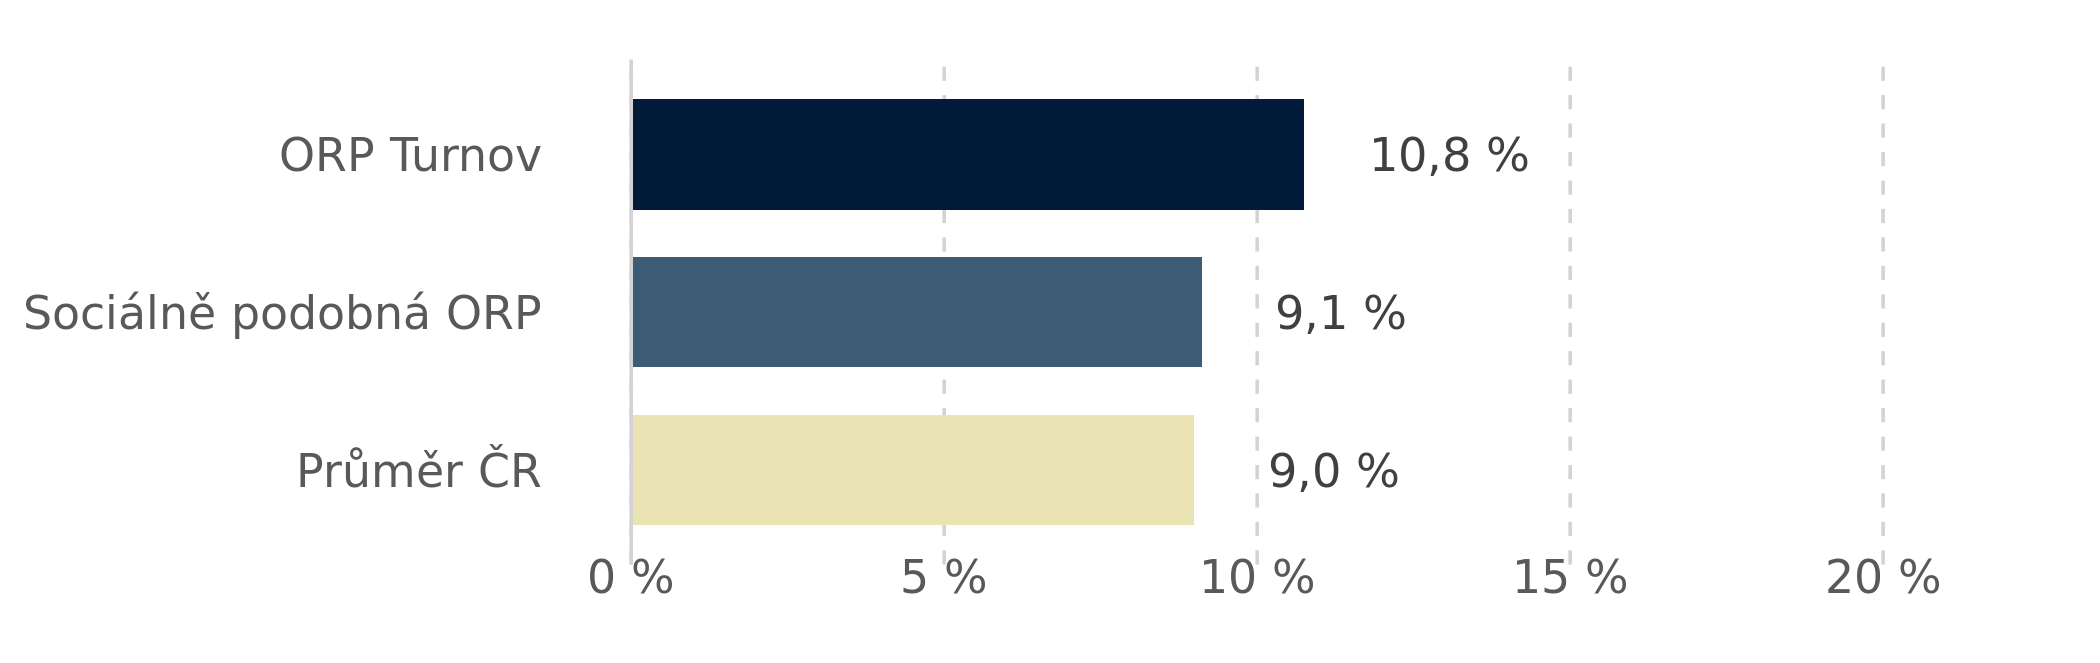 ORP Turnov 10,8 %
Sociálně podobná ORP 9,1 %
Průměr ČR 9,0 %
0 % 5 % 10 % 15 % 20 %